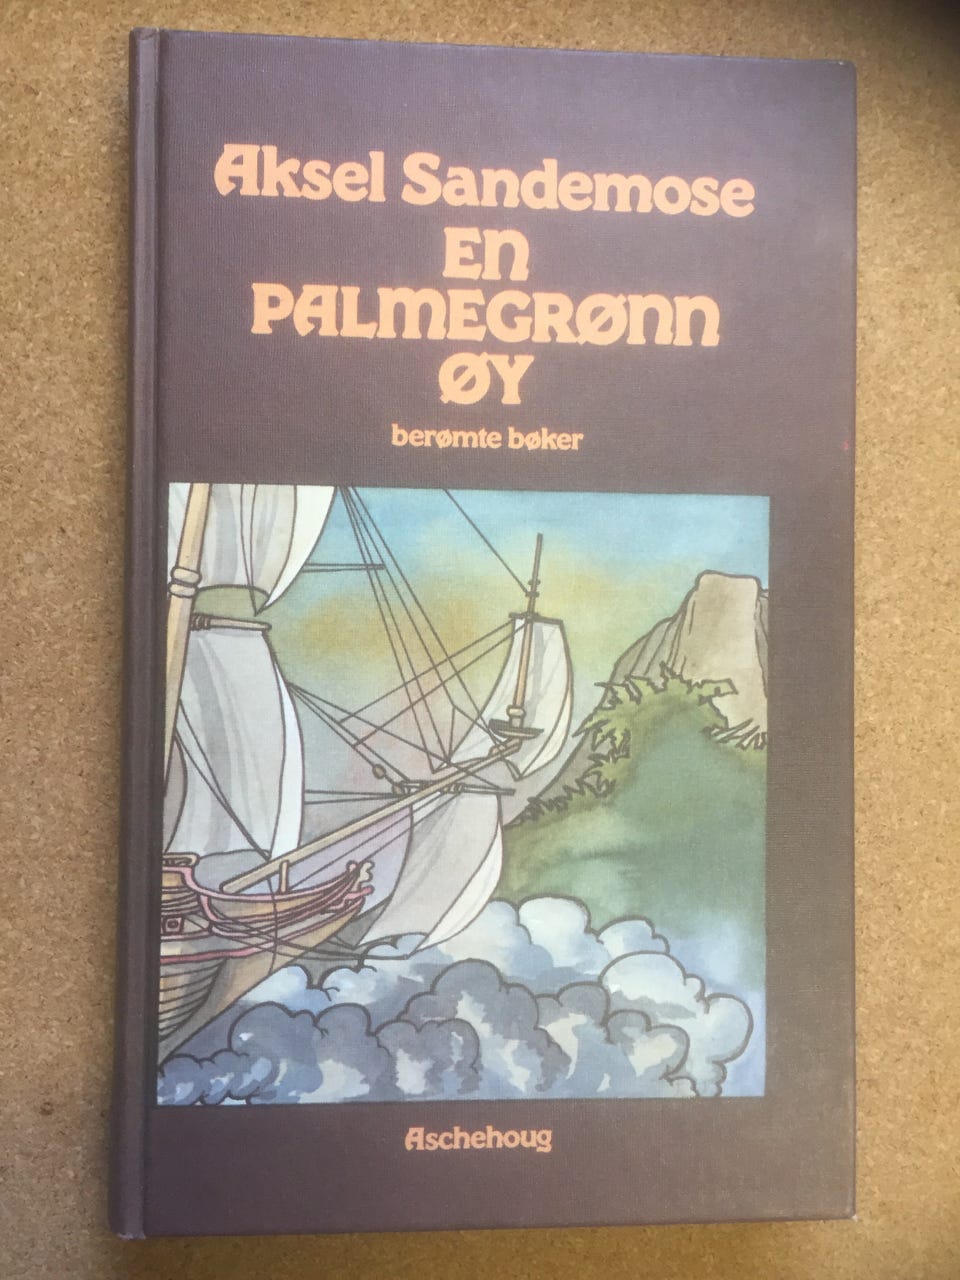 Aksel Sandemose
EN
PALMEGRØNN
ØY
berømte bøker
Aschehoug